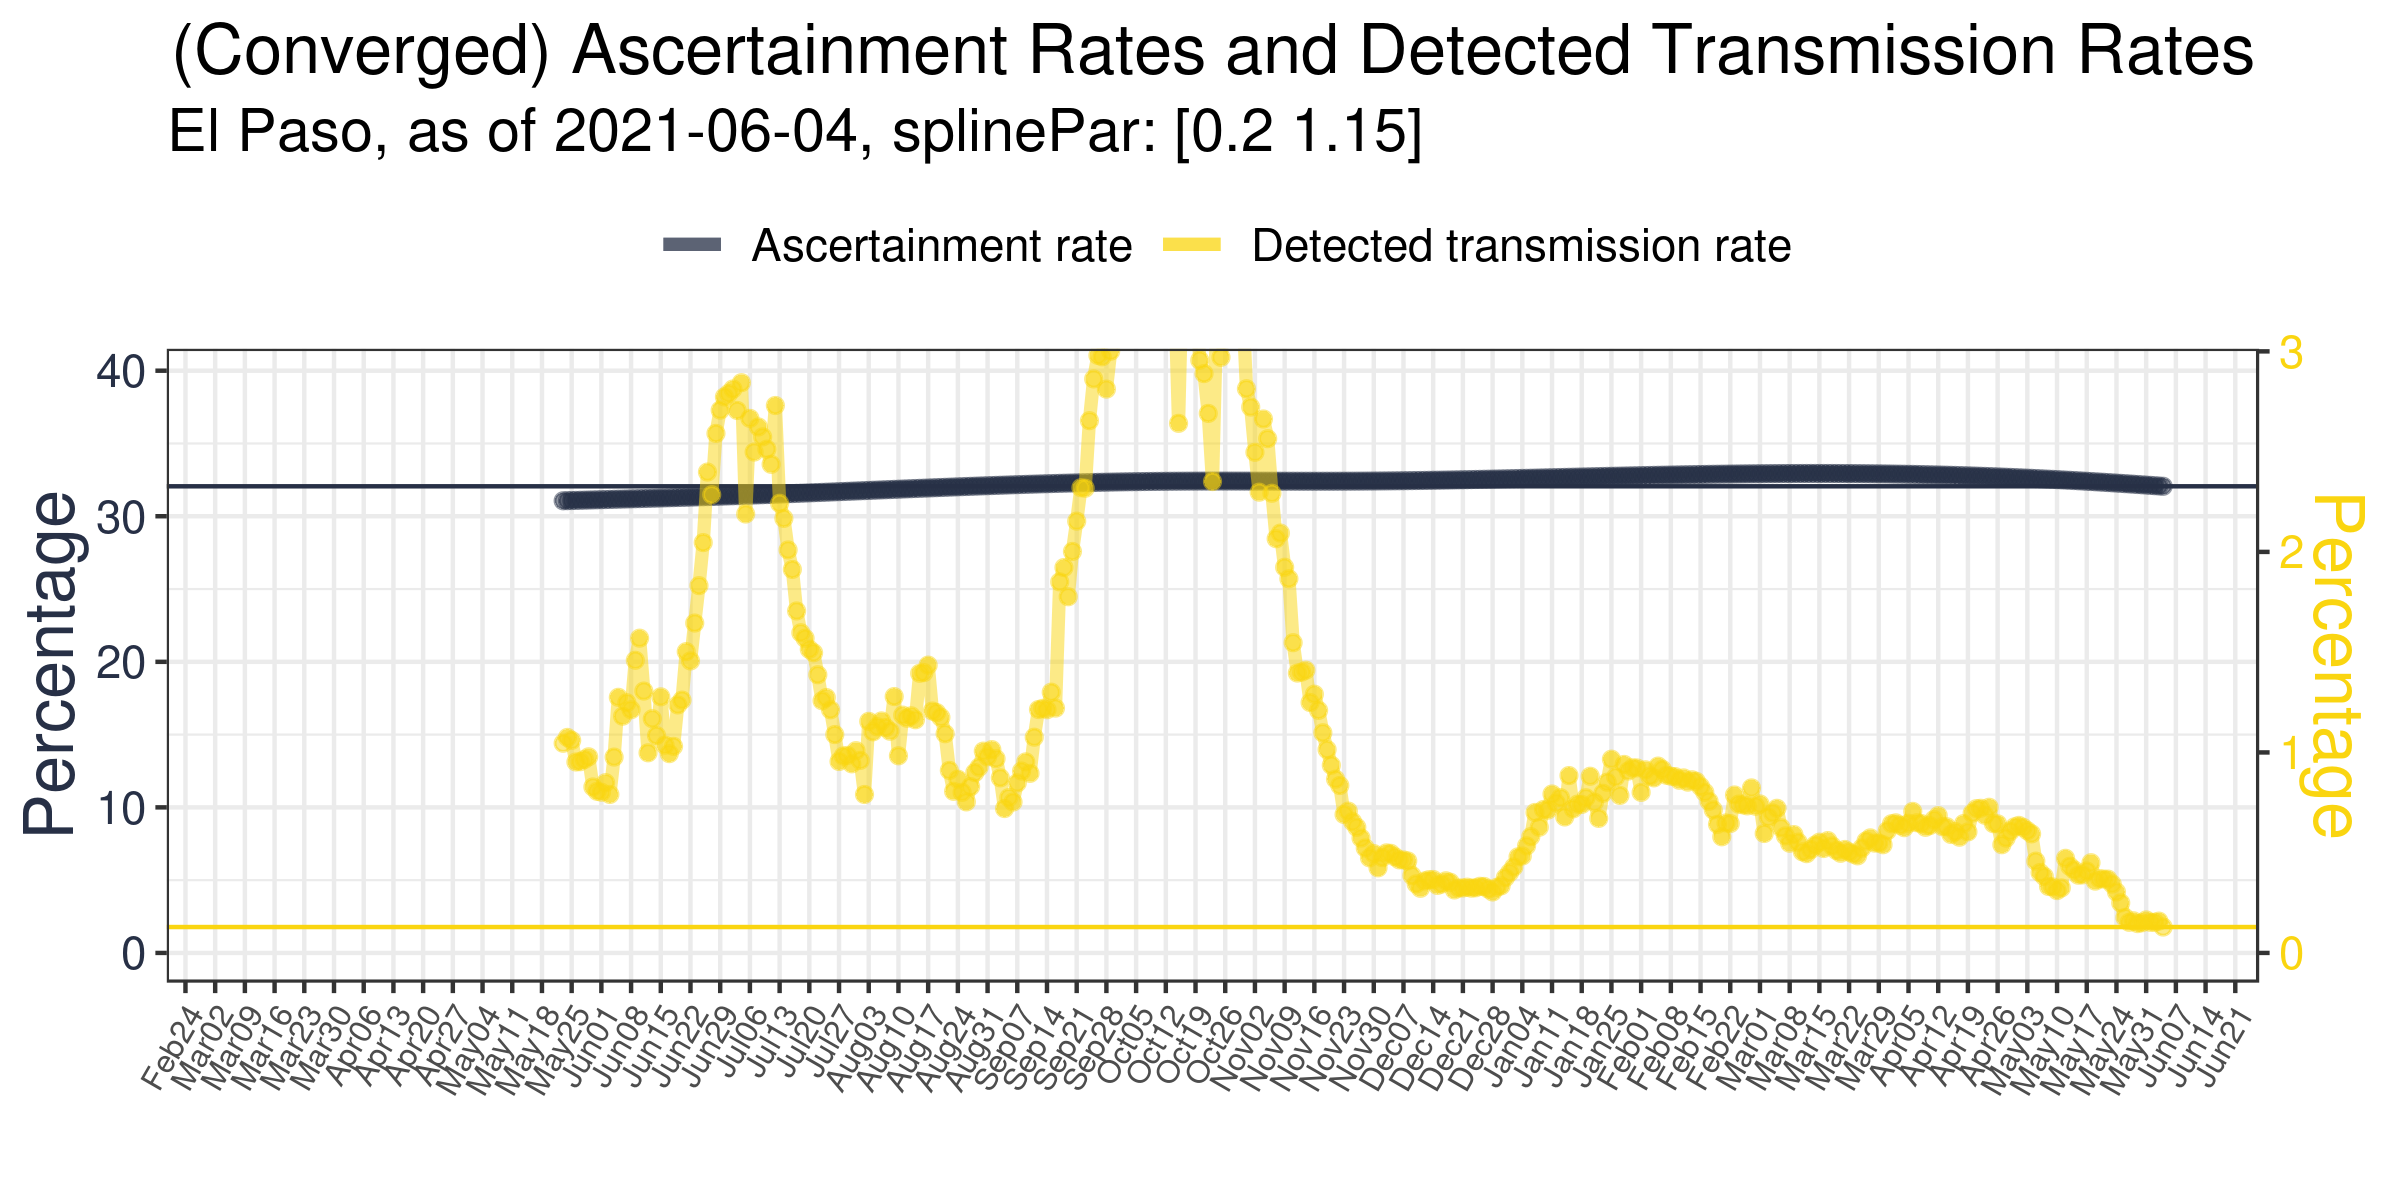 (Converged) Ascertainment Rates and Detected Transmission Rates
El Paso, as of 2021-06-04, splinePar: [0.2 1.15]
Ascertainment rate
Detected transmission rate
Percentage
40
30
20
10
0
3
2
1
0
Percentage
Feb24
Mar02
Mar09
Mar16
Mar23
Mar30
Apr06
Apr13
Apr20
Apr27
May04
May11
May18
May25
Jun01
Jun08
Jun15
Jun22
Jun29
Jul06
Jul13
Jul20
Jul27
Aug03
Aug10
Aug17
Aug24
Aug31
Sep07
Sep14
Sep21
Sep28
Oct05
Oct12
Oct19
Oct26
Nov02
Nov09
Nov16
Nov23
Nov30
Dec07
Dec14
Dec21
Dec28
Jan04
Jan11
Jan18
Jan25
Feb01
Feb08
Feb15
Feb22
Mar01
Mar08
Mar15
Mar22
Mar29
Apr05
Apr12
Apr19
Apr26
May03
May10
May17
May24
May31
Jun07
Jun14
Jun21